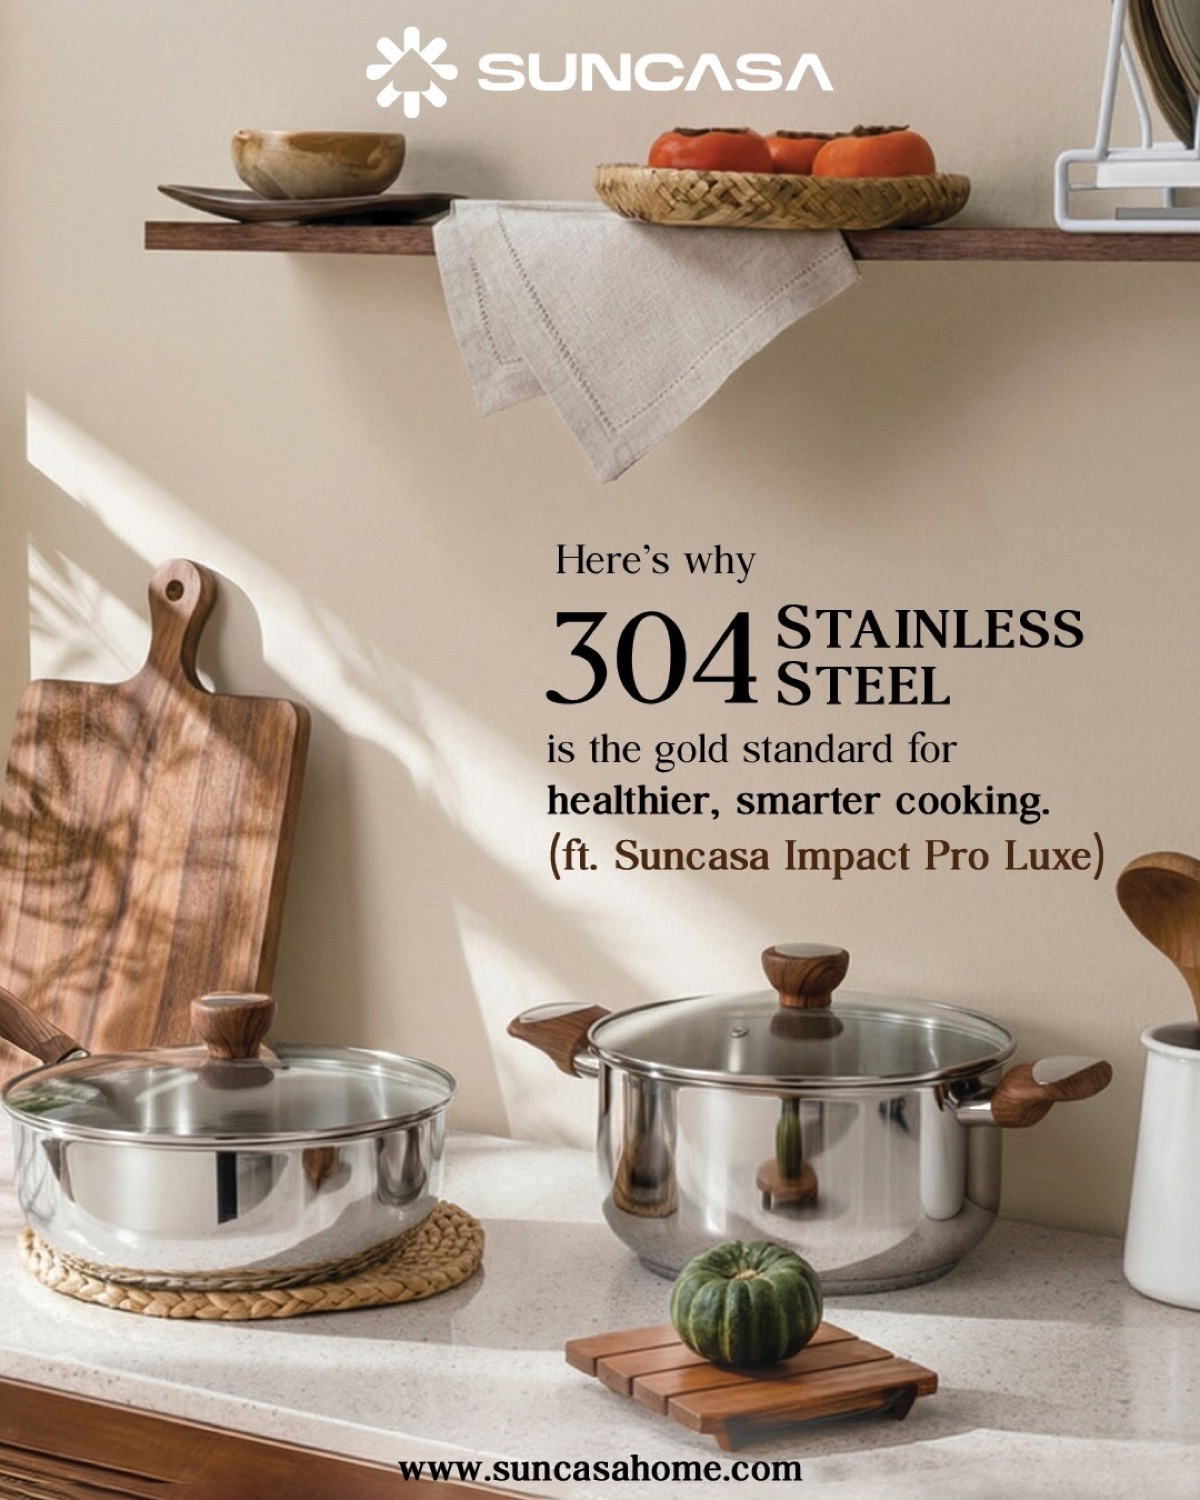 SUNCASA
Here's why
304 STAINLESS
STEEL
is the gold standard for
healthier, smarter cooking.
(ft. Suncasa Impact Pro Luxe)
www.suncasahome.com